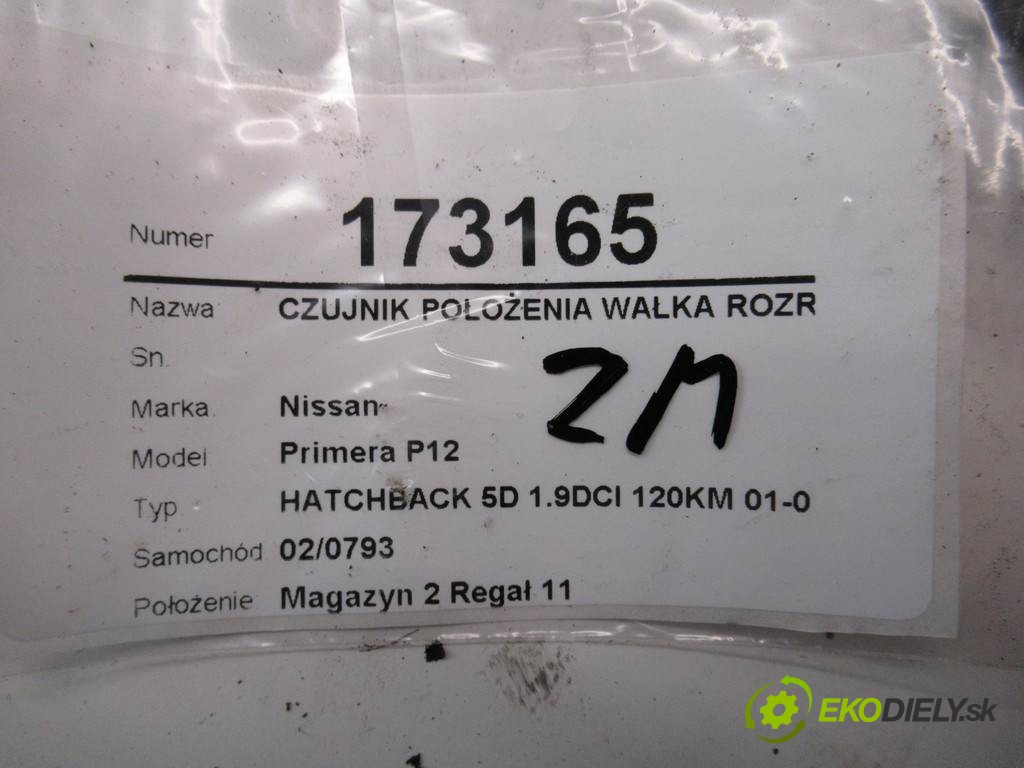 Numer 173165
Nazwa CZUJNIK POŁOŻENIA WAŁKA ROZR
Sn.
ZM
Marka Nissan
Model Primera P12
Typ HATCHBACK 5D 1.9DCI 120KM 01-0
Samochód 02/0793
Położenie Magazyn 2 Regał 11
EKODIELY.sk